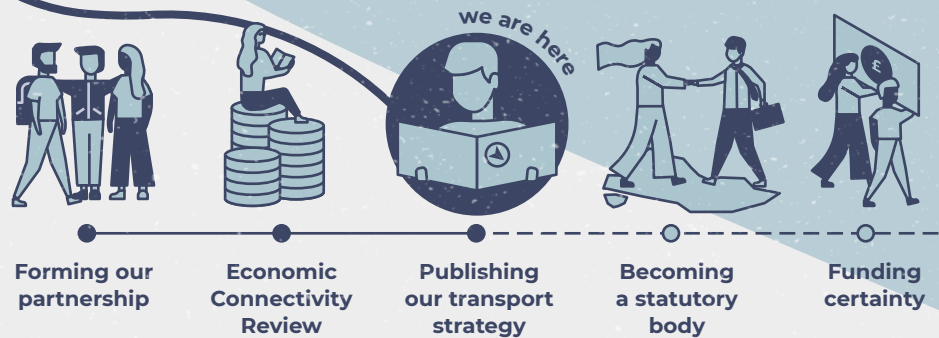 we are here
£
Forming our
partnership
Economic
Connectivity
Review
Publishing
our transport
strategy
Becoming
a statutory
body
Funding
certainty